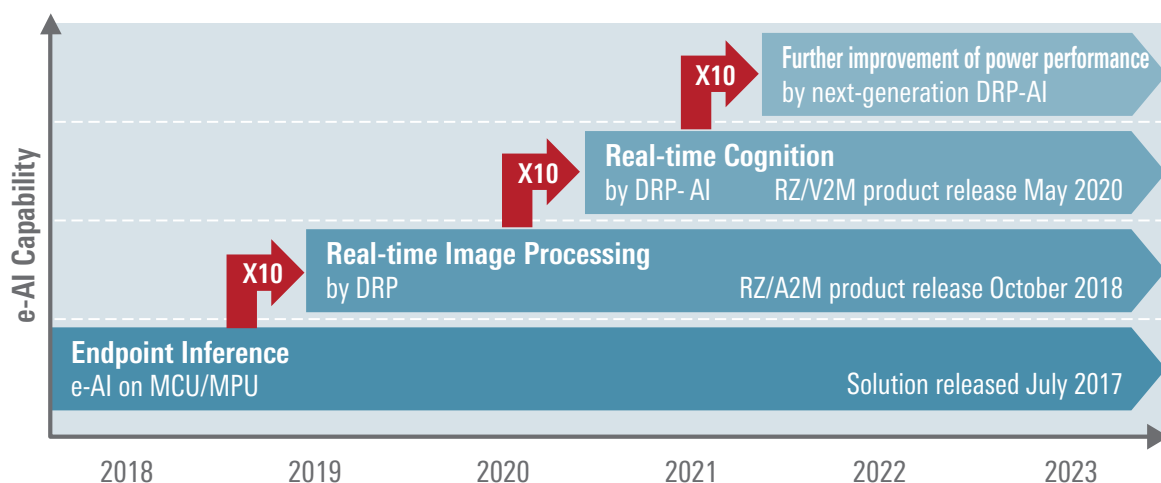 e-AI Capability
X10
Further improvement of power performance
by next-generation DRP-AI
X10
Real-time Cognition
by DRP- AI RZ/V2M product release May 2020
X10
Real-time Image Processing
by DRP RZ/A2M product release October 2018
Endpoint Inference
e-AI on MCU/MPU Solution released July 2017
2018 2019 2020 2021 2022 2023